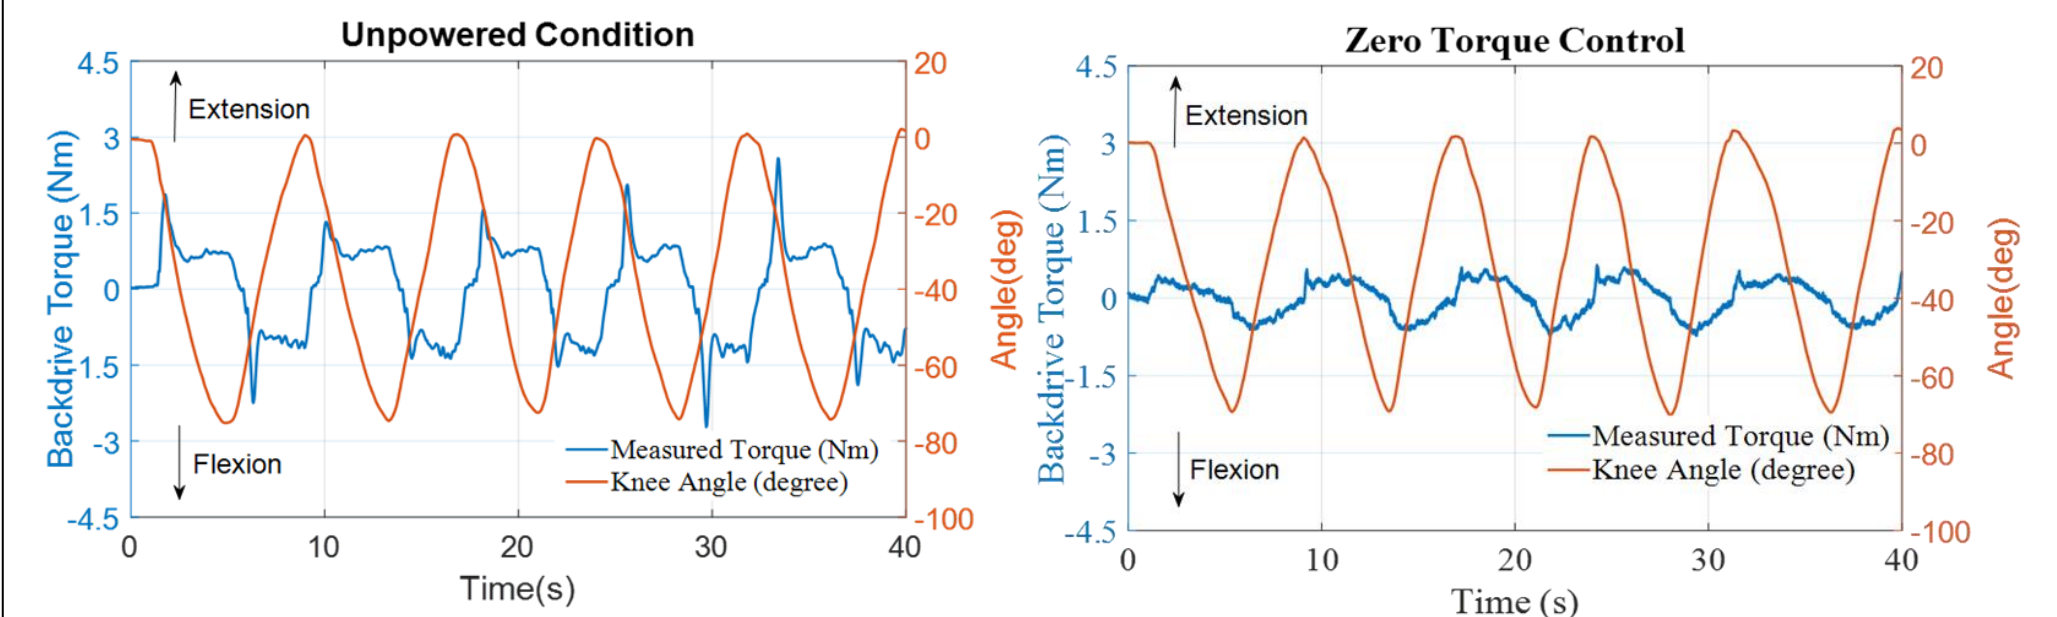 Unpowered Condition
4.5
3
1.5
0
-1.5
-3
-4.5
Backdrive Torque (Nm)
Extension
Flexion
Measured Torque (Nm)
Knee Angle (degree)
20
0
-20
-40
-60
-80
-100
Angle(deg)
0 10 20 30 40
Time(s)
Zero Torque Control
4.5
3
1.5
0
-1.5
-3
-4.5
Backdrive Torque (Nm)
Extension
Flexion
Measured Torque (Nm)
Knee Angle (degree)
20
0
-20
-40
-60
-80
-100
Angle(deg)
0 10 20 30 40
Time (s)